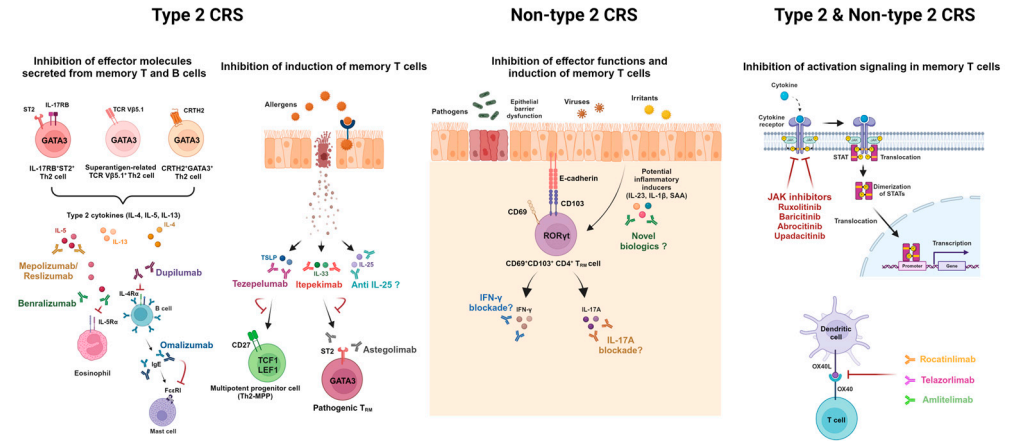 Type 2 CRS
Non-type 2 CRS
Type 2 & Non-type 2 CRS
Inhibition of effector molecules
secreted from memory T and B cells
ST2
IL-17RB
GATA3
TCR Vβ5.1
GATA3
CRTH2
GATA3
IL-17RB⁺ST2⁺
Th2 cell
Superantigen-related
TCR Vβ5.1⁺Th2 cell
CRTH2⁺GATA3⁺
Th2 cell
Type 2 cytokines (IL-4, IL-5, IL-13)
IL-5
IL-13
IL-4
Mepolizumab/
Reslizumab
Dupilumab
Benralizumab
IL-4Rα
B cell
IL-5Rα
Eosinophil
Omalizumab
IgE
FcεRI
Mast cell
Inhibition of induction of memory T cells
Allergens
TSLP
IL-33
IL-25
Tezepelumab
Itepekimab
Anti IL-25 ?
CD27
TCF1
LEF1
Multipotent progenitor cell
(Th2-MPP)
ST2
Astegolimab
GATA3
Pathogenic TRM
Inhibition of effector functions and
induction of memory T cells
Pathogens
Epithelial
barrier
dysfunction
Viruses
Irritants
E-cadherin
CD103
CD69
RORγt
CD69⁺CD103⁺ CD4⁺ TRM cell
Potential
inflammatory
inducers
(IL-23, IL-1β, SAA)
Novel
biologics ?
IFN-γ
blockade?
IFN-γ
IL-17A
IL-17A
blockade?
Inhibition of activation signaling in memory T cells
Cytokine
Cytokine
receptor
JAK
JAK
STAT
Translocation
JAK inhibitors
Ruxolitinib
Baricitinib
Abrocitinib
Upadacitinib
Dimerization
of STATs
Translocation
Transcription
Promoter
Gene
Dendritic
cell
OX40L
OX40
T cell
Rocatinlimab
Telazorlimab
Amlitelimab